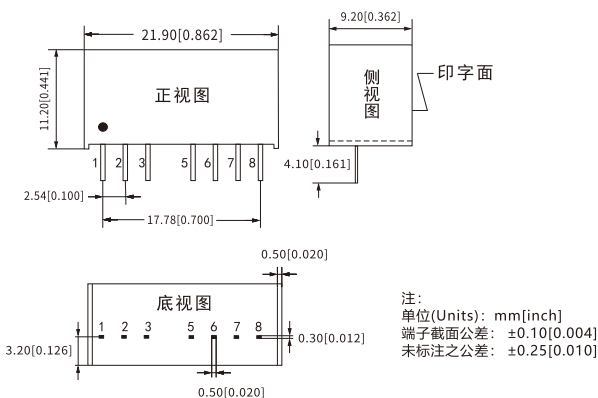 21.90[0.862]
9.20[0.362]
11.20[0.441]
正视图
侧视图
印字面
1 2 3 5 6 7 8
4.10[0.161]
2.54[0.100]
17.78[0.700]
0.50[0.020]
底视图
1 2 3 5 6 7 8
0.30[0.012]
3.20[0.126]
0.50[0.020]
注：
单位(Units)：mm[inch]
端子截面公差：±0.10[0.004]
未标注之公差：±0.25[0.010]